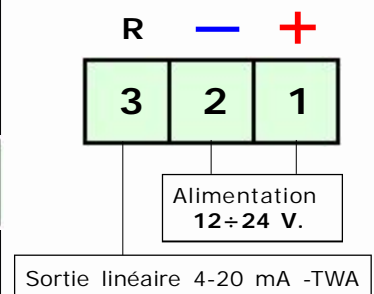 R — +
3 2 1
Alimentation
12÷24 V.
Sortie linéaire 4-20 mA -TWA